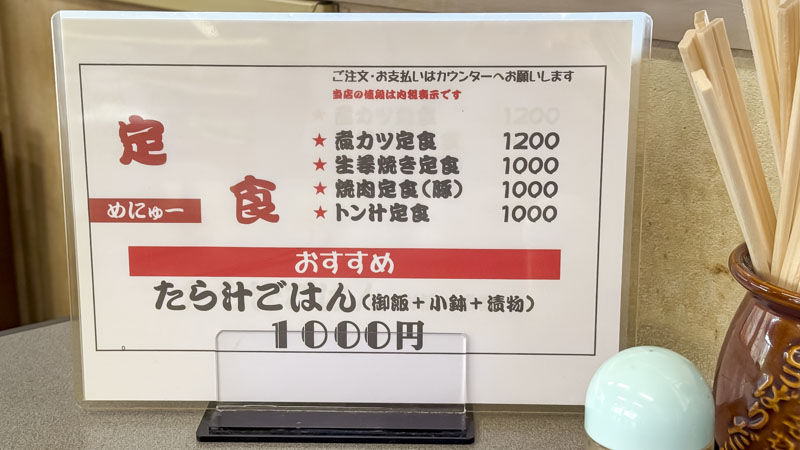 ご注文・お支払いはカウンターへお願いします
当店の値段は内税表示です
定食
めにゅー
★ 煮カツ定食 1200
★ 生姜焼き定食 1000
★ 焼肉定食(豚) 1000
★ トン汁定食 1000
おすすめ
たら汁ごはん(御飯+小鉢+漬物)
1000円